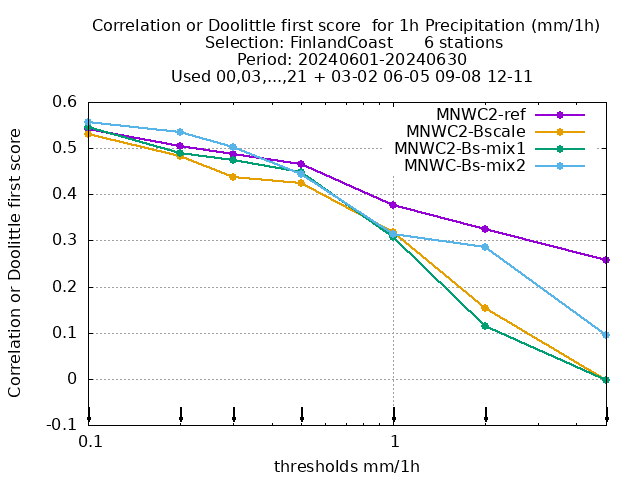 Correlation or Doolittle first score  for 1h Precipitation (mm/1h)
Selection: FinlandCoast      6 stations
Period: 20240601-20240630
Used 00,03,...,21 + 03-02 06-05 09-08 12-11
MNWC2-ref
MNWC2-Bscale
MNWC2-Bs-mix1
MNWC-Bs-mix2
Correlation or Doolittle first score
0.6
0.5
0.4
0.3
0.2
0.1
0
-0.1
0.1 1
thresholds mm/1h